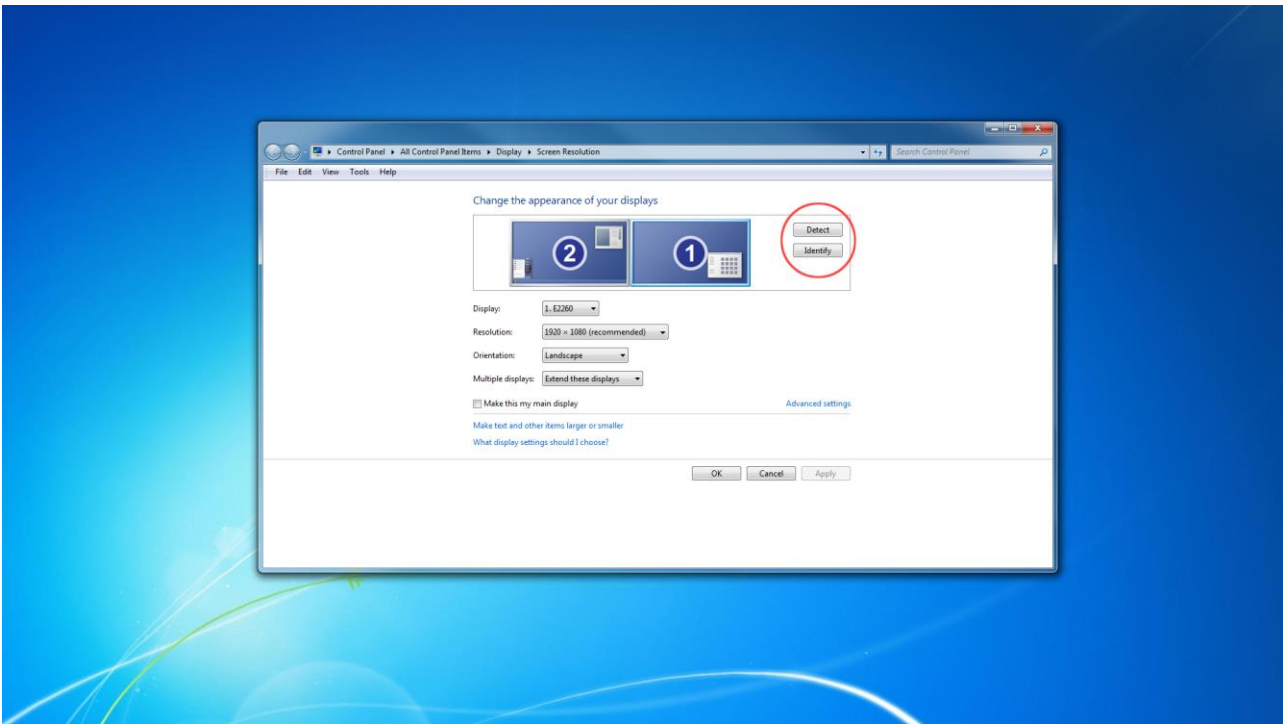 Control Panel ▸ All Control Panel Items ▸ Display ▸ Screen Resolution
Search Control Panel
File Edit View Tools Help
Change the appearance of your displays
2
1
Detect
Identify
Display: 1. E2260
Resolution: 1920 × 1080 (recommended)
Orientation: Landscape
Multiple displays: Extend these displays
Make this my main display
Advanced settings
Make text and other items larger or smaller
What display settings should I choose?
OK Cancel Apply